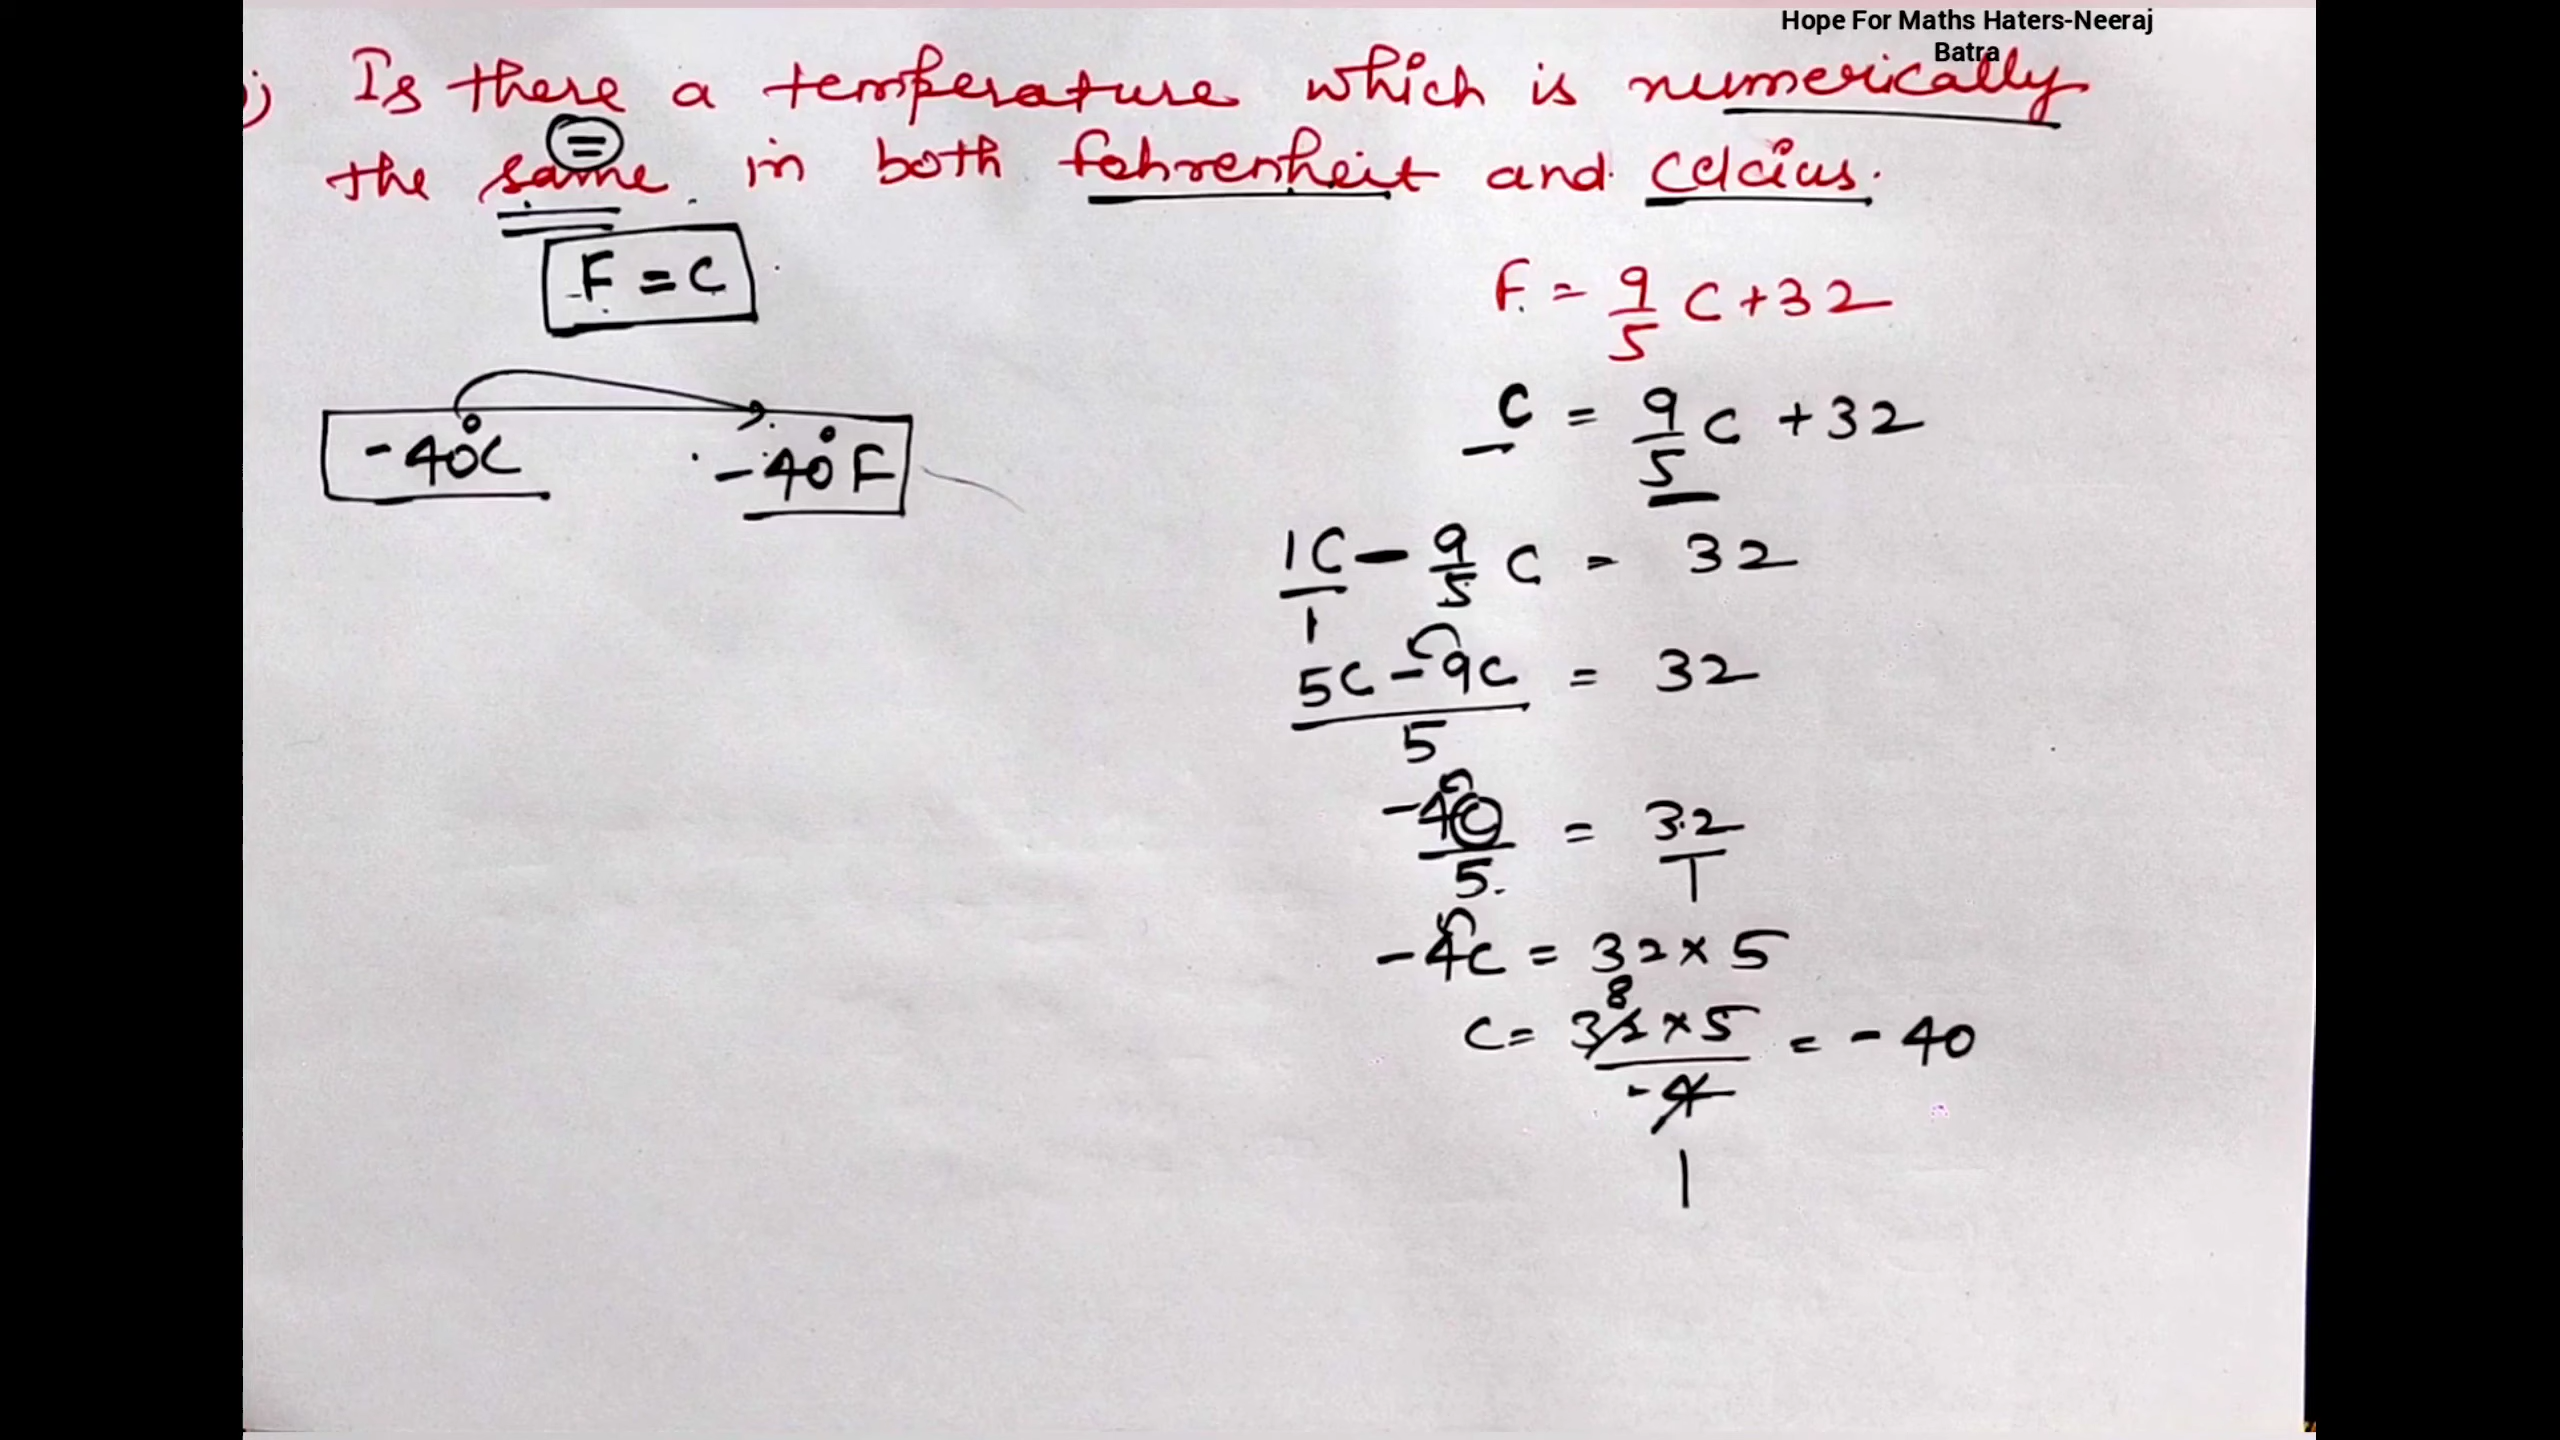 Hope For Maths Haters-Neeraj
Batra
Is there a temperature which is numerically
=
the same in both fahrenheit and celcius.
F = C
F = 9/5 C + 32
-40°C -40°F
C = 9/5 C + 32
1C/1 - 9/5 C = 32
5C - 9C / 5 = 32
-4C/5 = 32/1
-4C = 32 × 5
8
C = 32 × 5 / -4 = -40
1